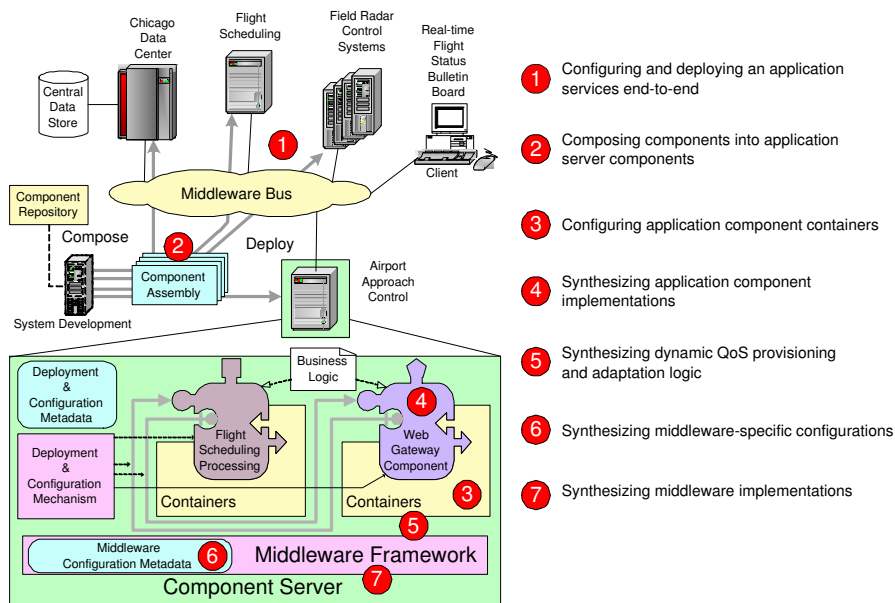 Chicago
Data
Center
Flight
Scheduling
Field Radar
Control
Systems
Real-time
Flight
Status
Bulletin
Board
Central
Data
Store
1
Client
Middleware Bus
Component
Repository
Compose
2
Deploy
Component
Assembly
Airport
Approach
Control
System Development
Deployment
&
Configuration
Metadata
Business
Logic
4
Flight
Scheduling
Processing
Web
Gateway
Component
Deployment
&
Configuration
Mechanism
Containers
Containers
3
5
Middleware
Configuration Metadata
6
Middleware Framework
7
Component Server
1 Configuring and deploying an application
services end-to-end
2 Composing components into application
server components
3 Configuring application component containers
4 Synthesizing application component
implementations
5 Synthesizing dynamic QoS provisioning
and adaptation logic
6 Synthesizing middleware-specific configurations
7 Synthesizing middleware implementations